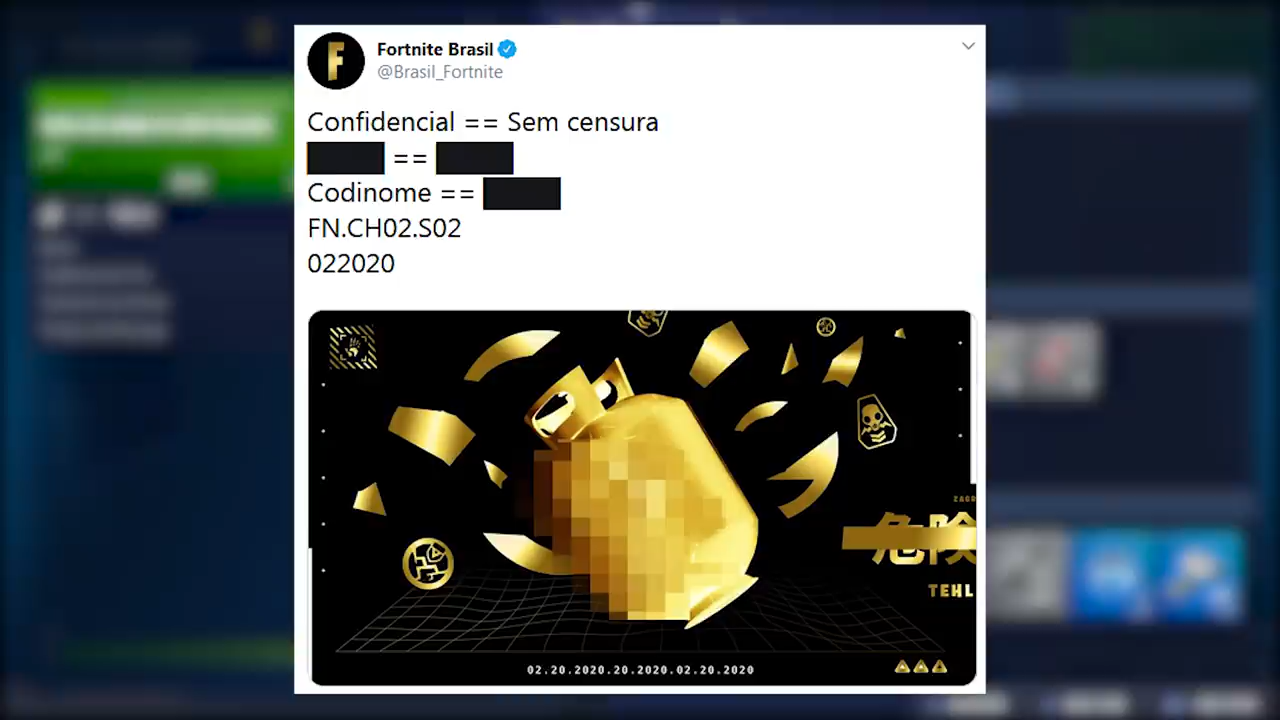 Fortnite Brasil
@Brasil_Fortnite
Confidencial == Sem censura
==
Codinome ==
FN.CH02.S02
022020
危険
TEHL
02.20.2020.20.2020.02.20.2020